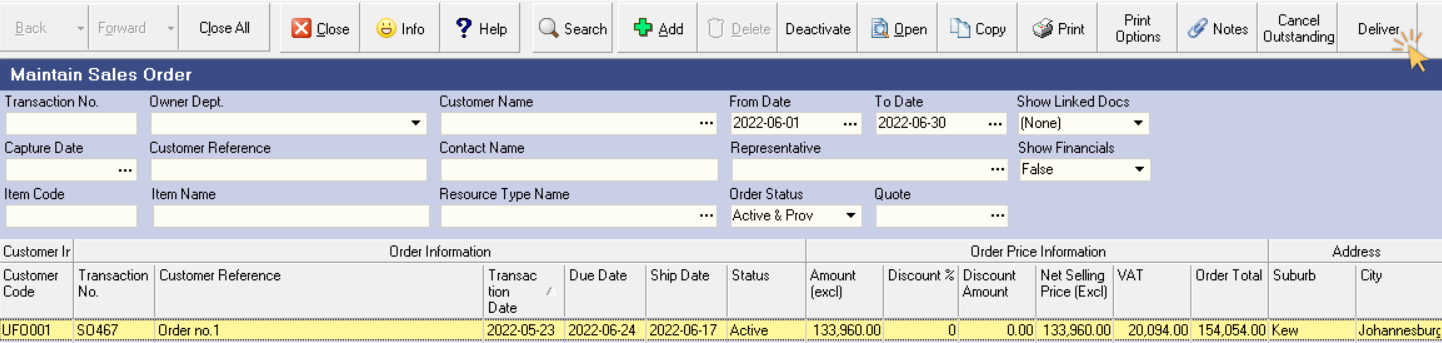 Back Forward Close All Close Info Help Search Add Delete Deactivate Open Copy Print Print Options Notes Cancel Outstanding Deliver
Maintain Sales Order
Transaction No. Owner Dept. Customer Name From Date To Date Show Linked Docs
2022-06-01 ... 2022-06-30 ... (None)
Capture Date Customer Reference Contact Name Representative Show Financials
False
Item Code Item Name Resource Type Name Order Status Quote
Active & Prov
Customer Ir Order Information Order Price Information Address
Customer Code Transaction No. Customer Reference Transac tion Date Due Date Ship Date Status Amount (excl) Discount % Discount Amount Net Selling Price (Excl) VAT Order Total Suburb City
UFO001 SO467 Order no.1 2022-05-23 2022-06-24 2022-06-17 Active 133,960.00 0 0.00 133,960.00 20,094.00 154,054.00 Kew Johannesburg